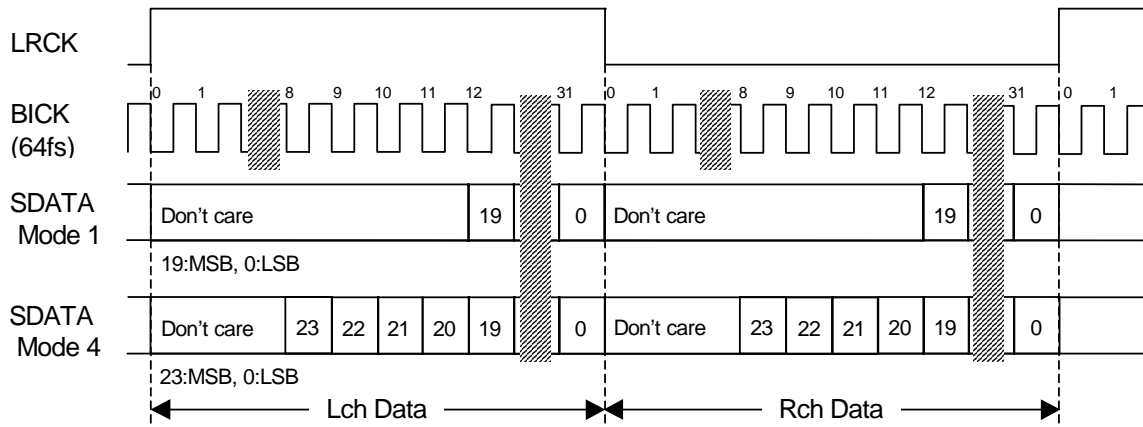 LRCK
BICK
(64fs)
0 1 8 9 10 11 12 31 0 1 8 9 10 11 12 31 0 1
SDATA
Mode 1
Don't care 19 0 Don't care 19 0
19:MSB, 0:LSB
SDATA
Mode 4
Don't care 23 22 21 20 19 0 Don't care 23 22 21 20 19 0
23:MSB, 0:LSB
Lch Data Rch Data